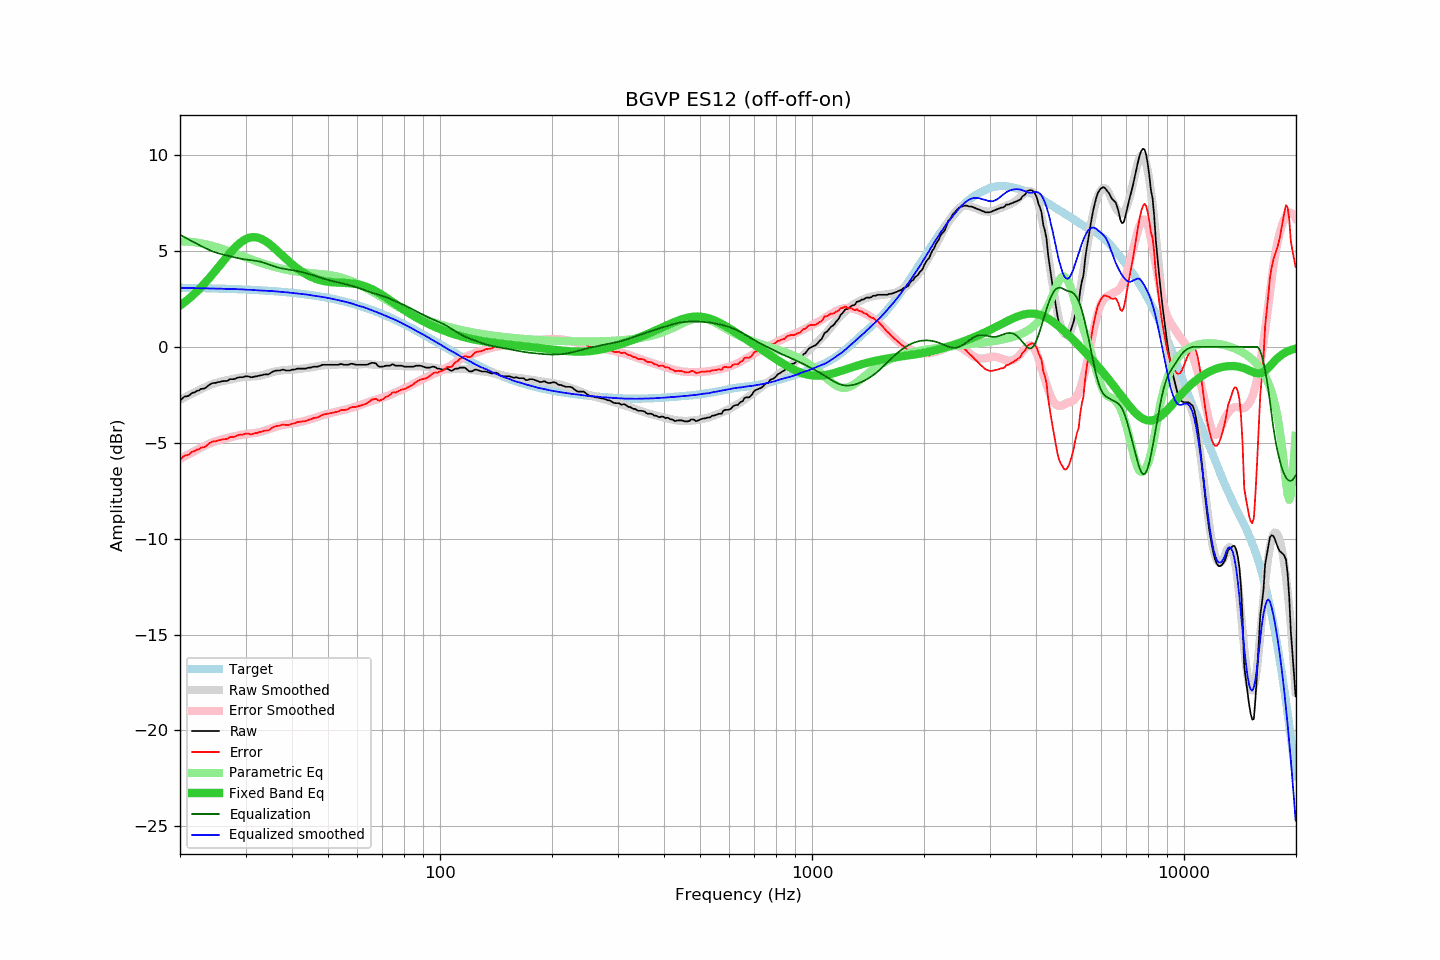 BGVP ES12 (off-off-on)
10
5
0
−5
−10
−15
−20
−25
Amplitude (dBr)
Target
Raw Smoothed
Error Smoothed
Raw
Error
Parametric Eq
Fixed Band Eq
Equalization
Equalized smoothed
100
1000
10000
Frequency (Hz)